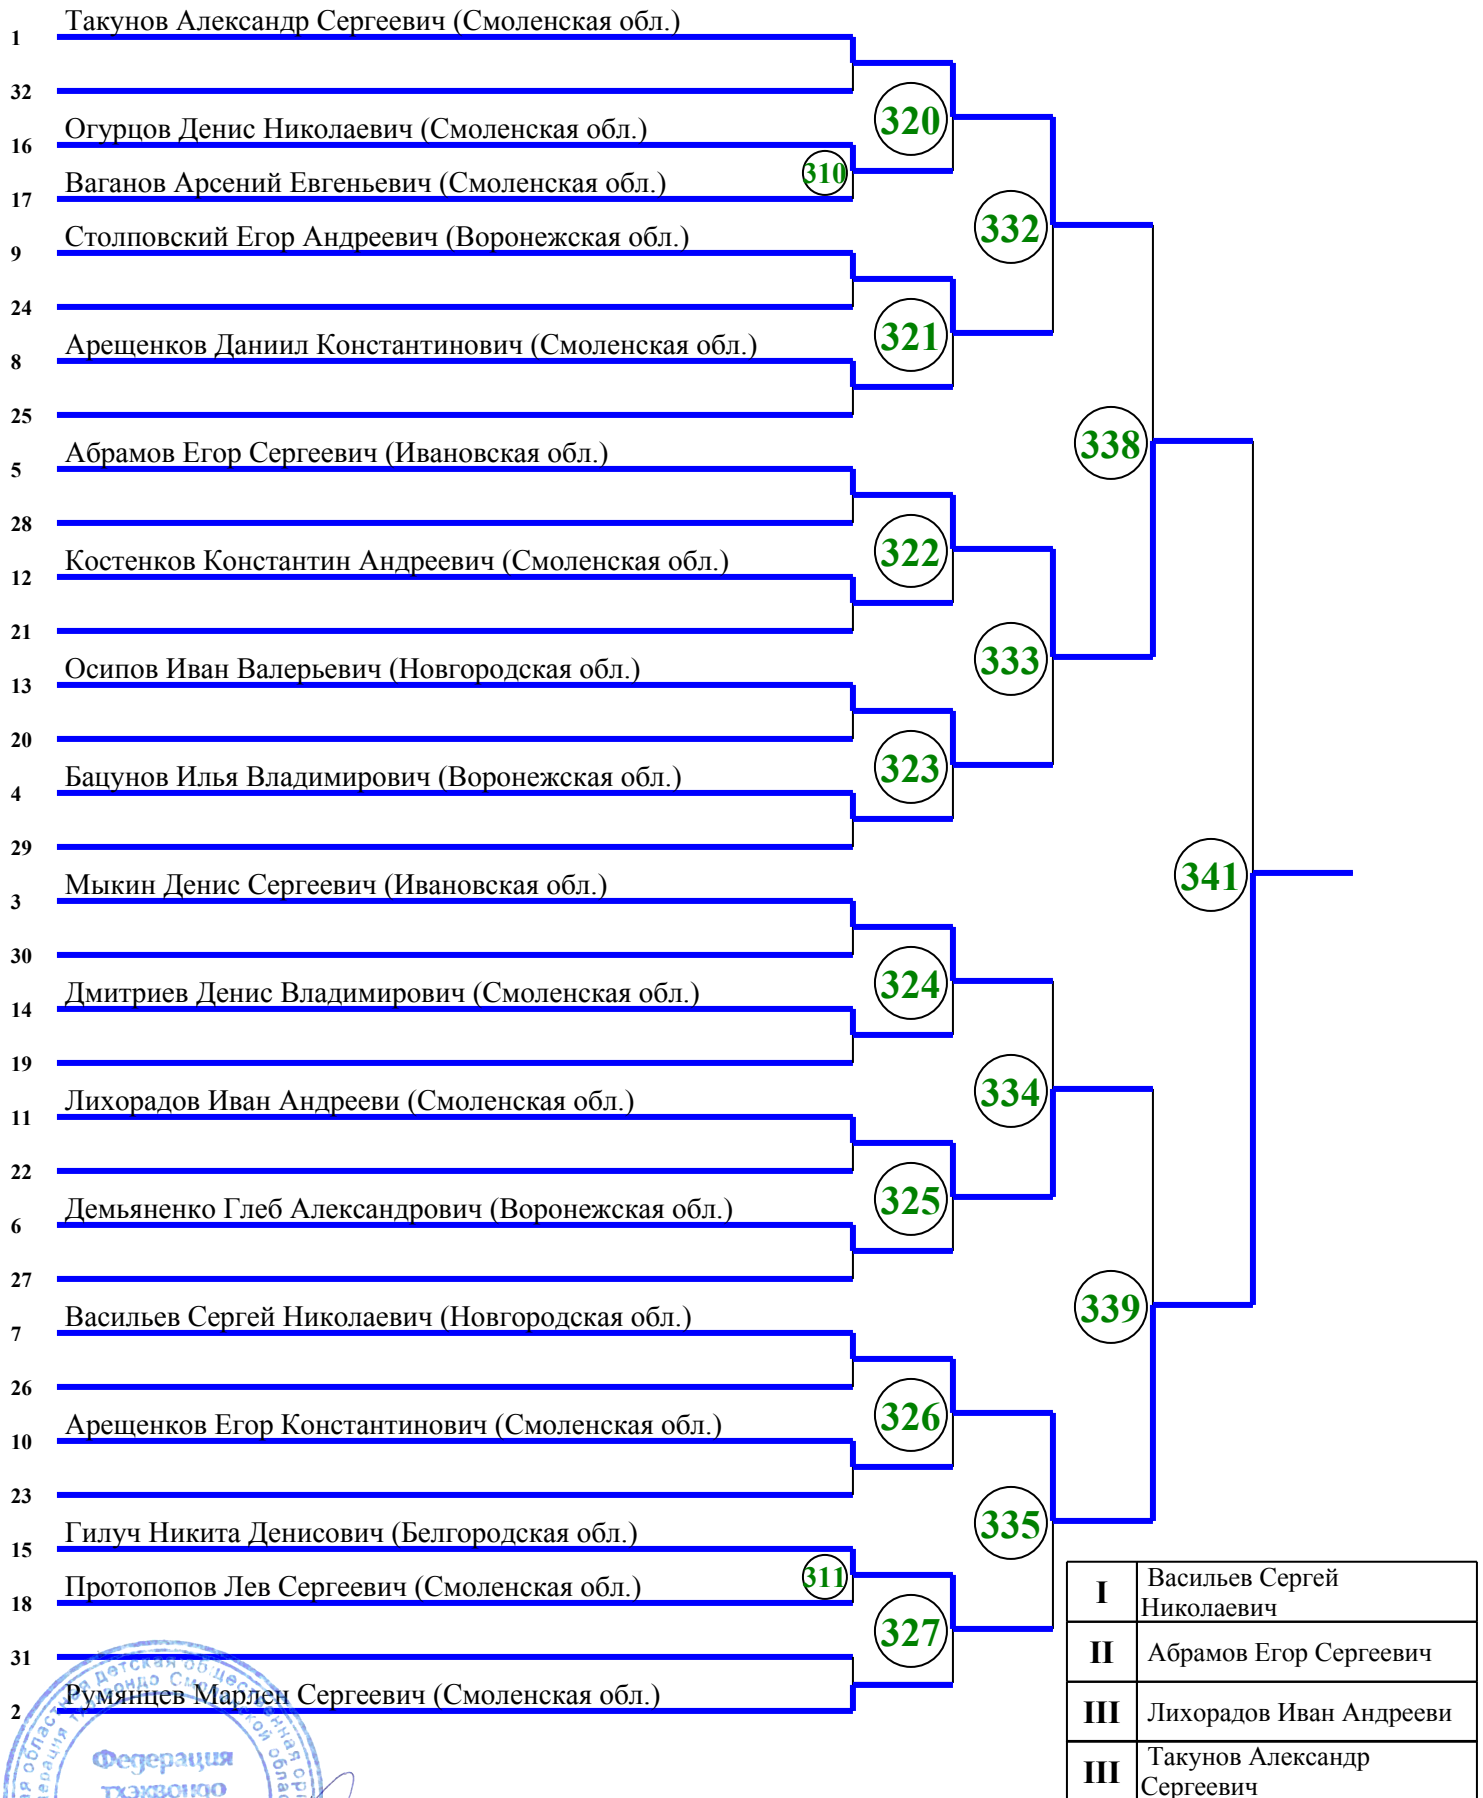 Такунов Александр Сергеевич (Смоленская обл.)
1
32
320
Огурцов Денис Николаевич (Смоленская обл.)
16
310
Ваганов Арсений Евгеньевич (Смоленская обл.)
17
332
Столповский Егор Андреевич (Воронежская обл.)
9
24
321
Арещенков Даниил Константинович (Смоленская обл.)
8
25
338
Абрамов Егор Сергеевич (Ивановская обл.)
5
28
322
Костенков Константин Андреевич (Смоленская обл.)
12
21
333
Осипов Иван Валерьевич (Новгородская обл.)
13
20
323
Бацунов Илья Владимирович (Воронежская обл.)
4
29
341
Мыкин Денис Сергеевич (Ивановская обл.)
3
30
324
Дмитриев Денис Владимирович (Смоленская обл.)
14
19
334
Лихорадов Иван Андрееви (Смоленская обл.)
11
22
325
Демьяненко Глеб Александрович (Воронежская обл.)
6
27
339
Васильев Сергей Николаевич (Новгородская обл.)
7
26
326
Арещенков Егор Константинович (Смоленская обл.)
10
23
335
Гилуч Никита Денисович (Белгородская обл.)
15
311
Протопопов Лев Сергеевич (Смоленская обл.)
18
327
31
Румянцев Марлен Сергеевич (Смоленская обл.)
2
I Васильев Сергей
Николаевич
II Абрамов Егор Сергеевич
III Лихорадов Иван Андрееви
III Такунов Александр
Сергеевич
Федерация
тхэквондо